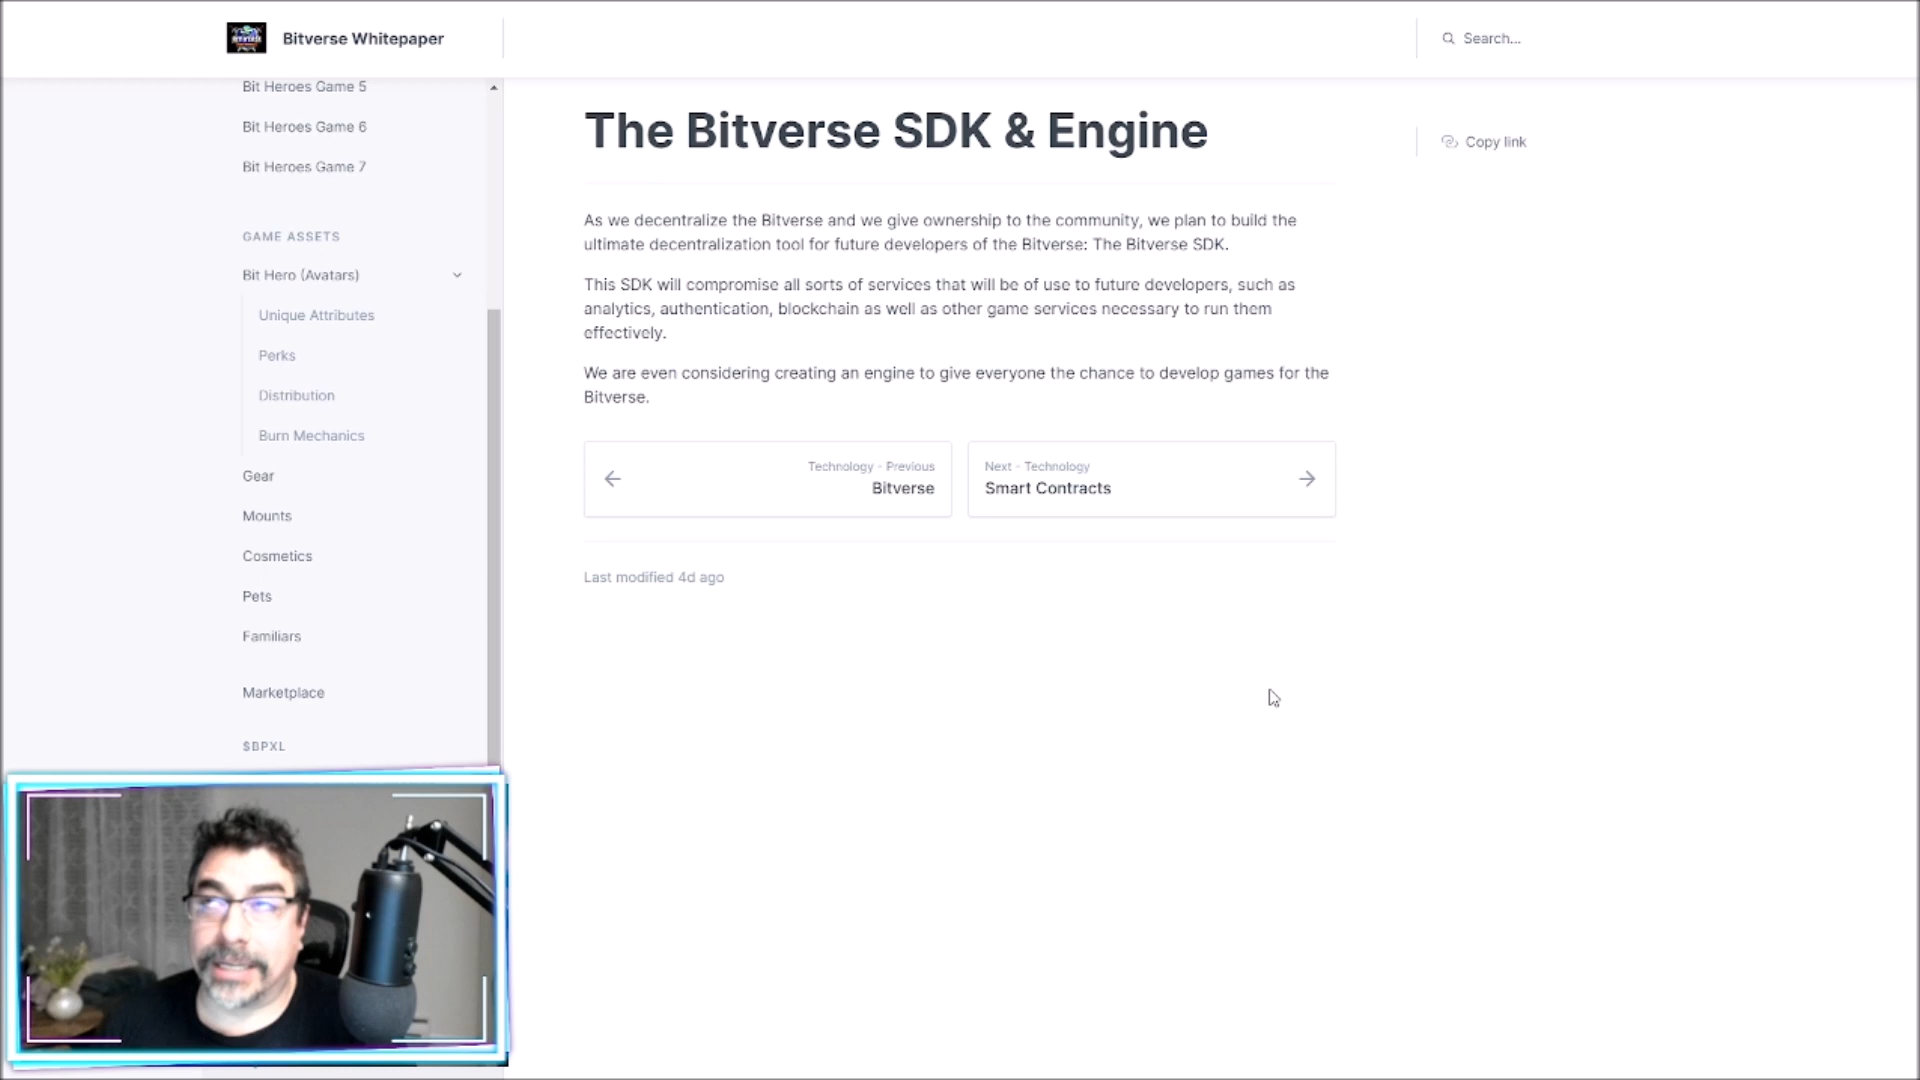 Bitverse Whitepaper
Search...
Bit Heroes Game 5
Bit Heroes Game 6
Bit Heroes Game 7
GAME ASSETS
Bit Hero (Avatars)
Unique Attributes
Perks
Distribution
Burn Mechanics
Gear
Mounts
Cosmetics
Pets
Familiars
Marketplace
$BPXL
The Bitverse SDK & Engine
Copy link
As we decentralize the Bitverse and we give ownership to the community, we plan to build the
ultimate decentralization tool for future developers of the Bitverse: The Bitverse SDK.
This SDK will compromise all sorts of services that will be of use to future developers, such as
analytics, authentication, blockchain as well as other game services necessary to run them
effectively.
We are even considering creating an engine to give everyone the chance to develop games for the
Bitverse.
Technology - Previous
Bitverse
Next - Technology
Smart Contracts
Last modified 4d ago